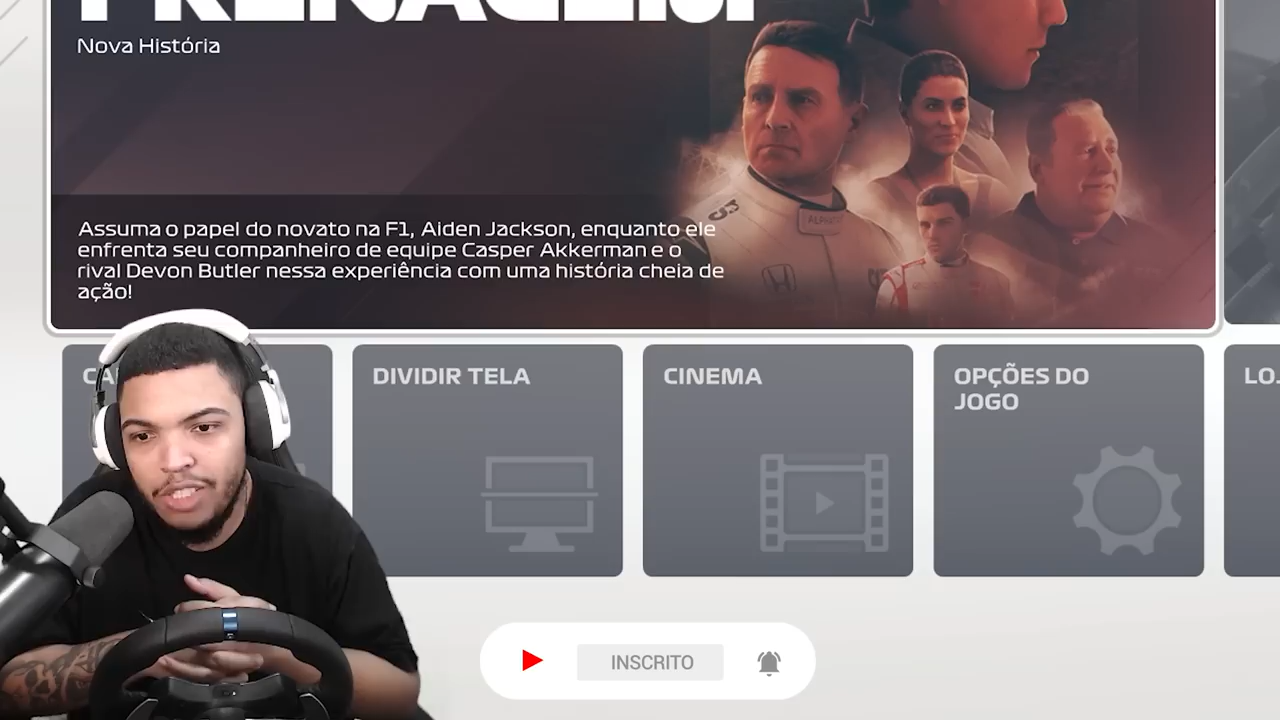 FRENAGEM
Nova História
Assuma o papel do novato na F1, Aiden Jackson, enquanto ele
enfrenta seu companheiro de equipe Casper Akkerman e o
rival Devon Butler nessa experiência com uma história cheia de
ação!
DIVIDIR TELA
CINEMA
OPÇÕES DO
JOGO
INSCRITO